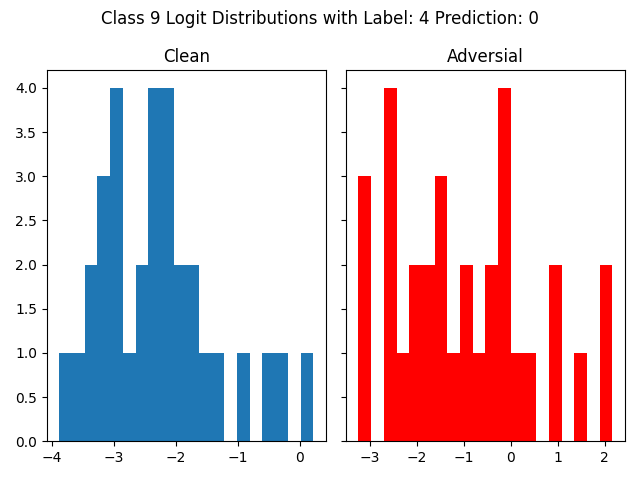 Class 9 Logit Distributions with Label: 4 Prediction: 0
Clean
Adversial
4.0
3.5
3.0
2.5
2.0
1.5
1.0
0.5
0.0
−4 −3 −2 −1 0
−3 −2 −1 0 1 2